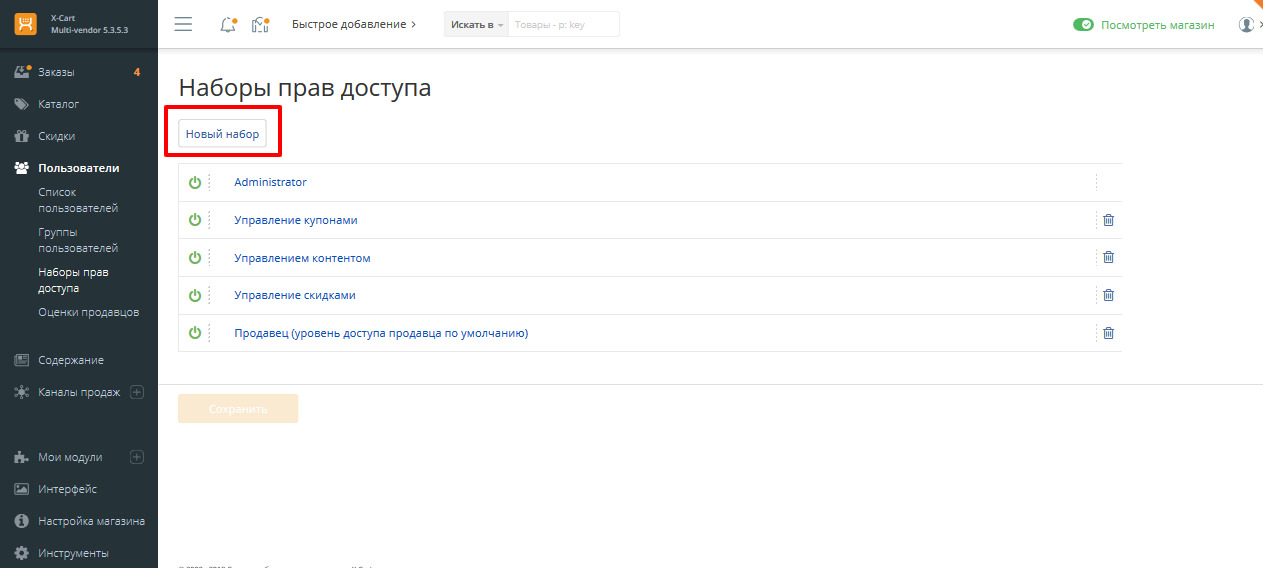 X-Cart
Multi-vendor 5.3.5.3
Быстрое добавление
Искать в
Товары - p: key
Посмотреть магазин
Заказы
4
Каталог
Скидки
Пользователи
Список
пользователей
Группы
пользователей
Наборы прав
доступа
Оценки продавцов
Содержание
Каналы продаж
Мои модули
Интерфейс
Настройка магазина
Инструменты
Наборы прав доступа
Новый набор
Administrator
Управление купонами
Управлением контентом
Управление скидками
Продавец (уровень доступа продавца по умолчанию)
Сохранить